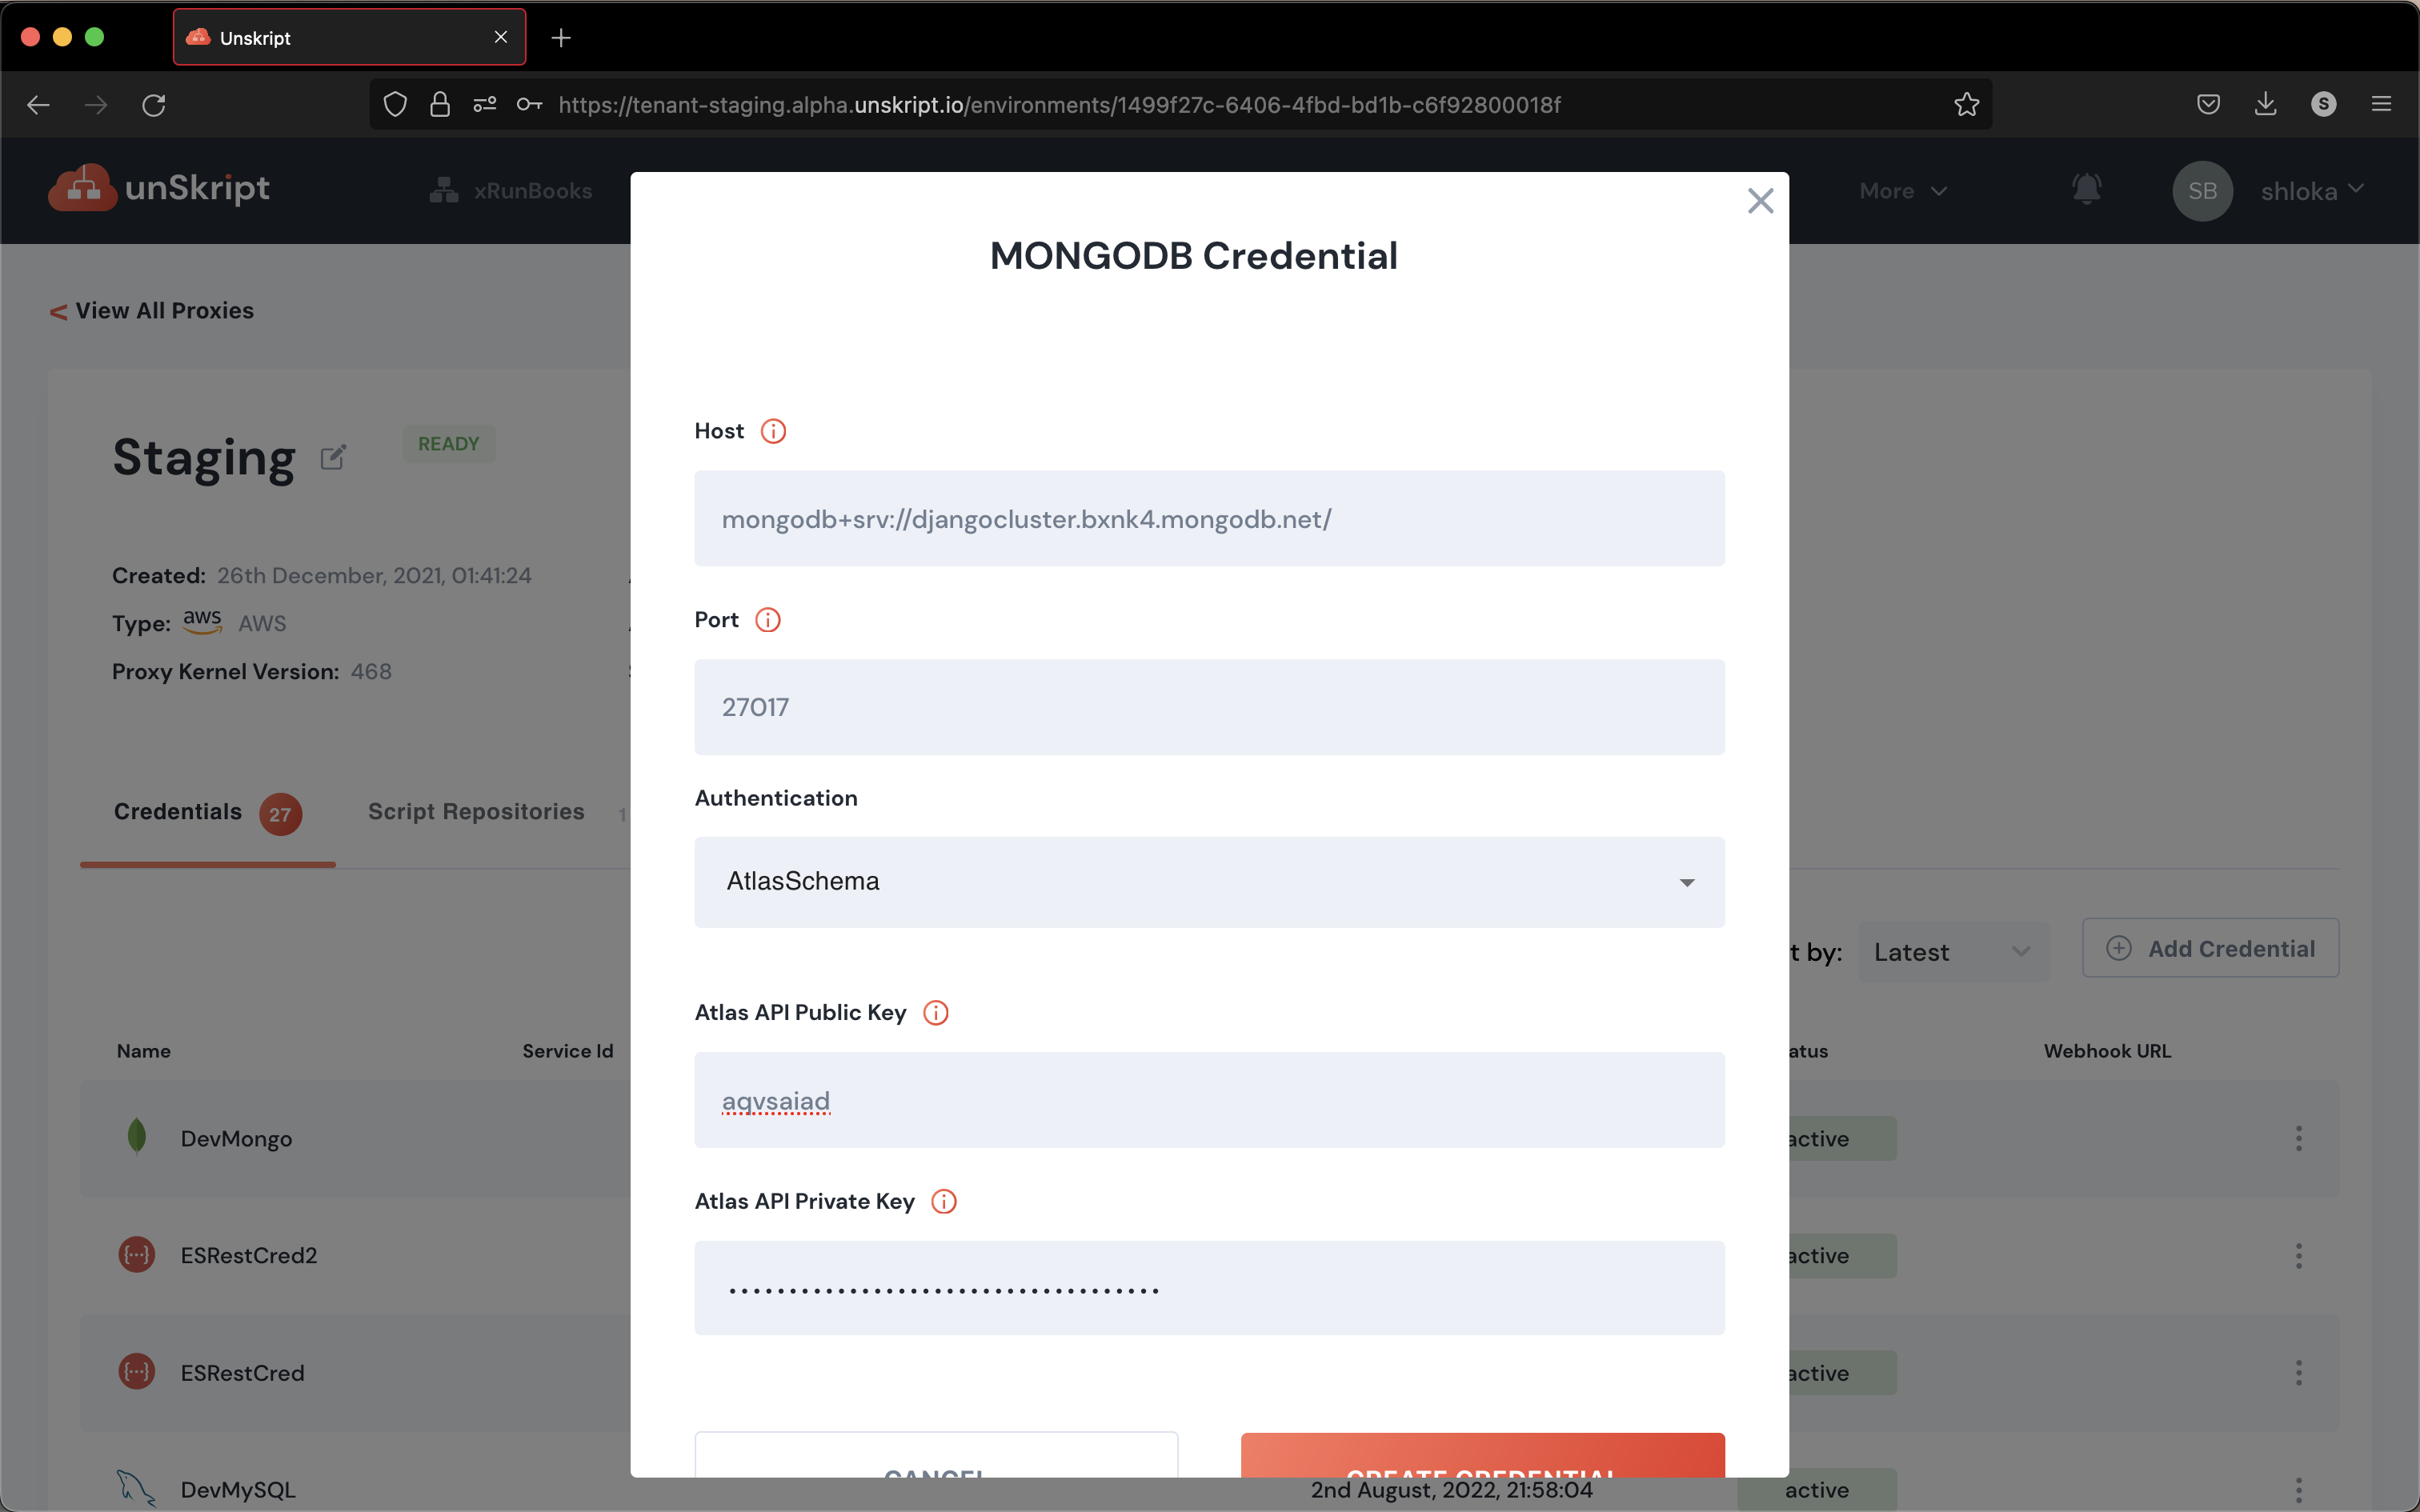 Unskript
https://tenant-staging.alpha.unskript.io/environments/1499f27c-6406-4fbd-bd1b-c6f92800018f
S
unSkript
xRunBooks
More
SB
shloka
MONGODB Credential
< View All Proxies
Staging
READY
Created: 26th December, 2021, 01:41:24
Type: aws AWS
Proxy Kernel Version: 468
Credentials 27
Script Repositories 1
Host
mongodb+srv://djangocluster.bxnk4.mongodb.net/
Port
27017
Authentication
AtlasSchema
Atlas API Public Key
aqvsaiad
Atlas API Private Key
••••••••••••••••••••••••••••••••••••
CANCEL
CREATE CREDENTIAL
t by: Latest
Add Credential
Name
Service Id
atus
Webhook URL
DevMongo
active
ESRestCred2
active
ESRestCred
active
DevMySQL
2nd August, 2022, 21:58:04
active